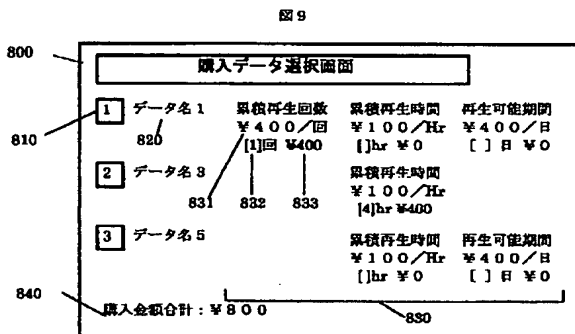 図9
800
購入データ選択画面
810
1 データ名1 累積再生回数 累積再生時間 再生可能期間
820 ¥400/回 ¥100/Hr ¥400/日
[1]回 ¥400 [ ]hr ¥0 [ ]日 ¥0
2 データ名3 累積再生時間
¥100/Hr
831 832 833 [4]hr ¥400
3 データ名5 累積再生時間 再生可能期間
¥100/Hr ¥400/日
[ ]hr ¥0 [ ]日 ¥0
840
購入金額合計:¥800
830